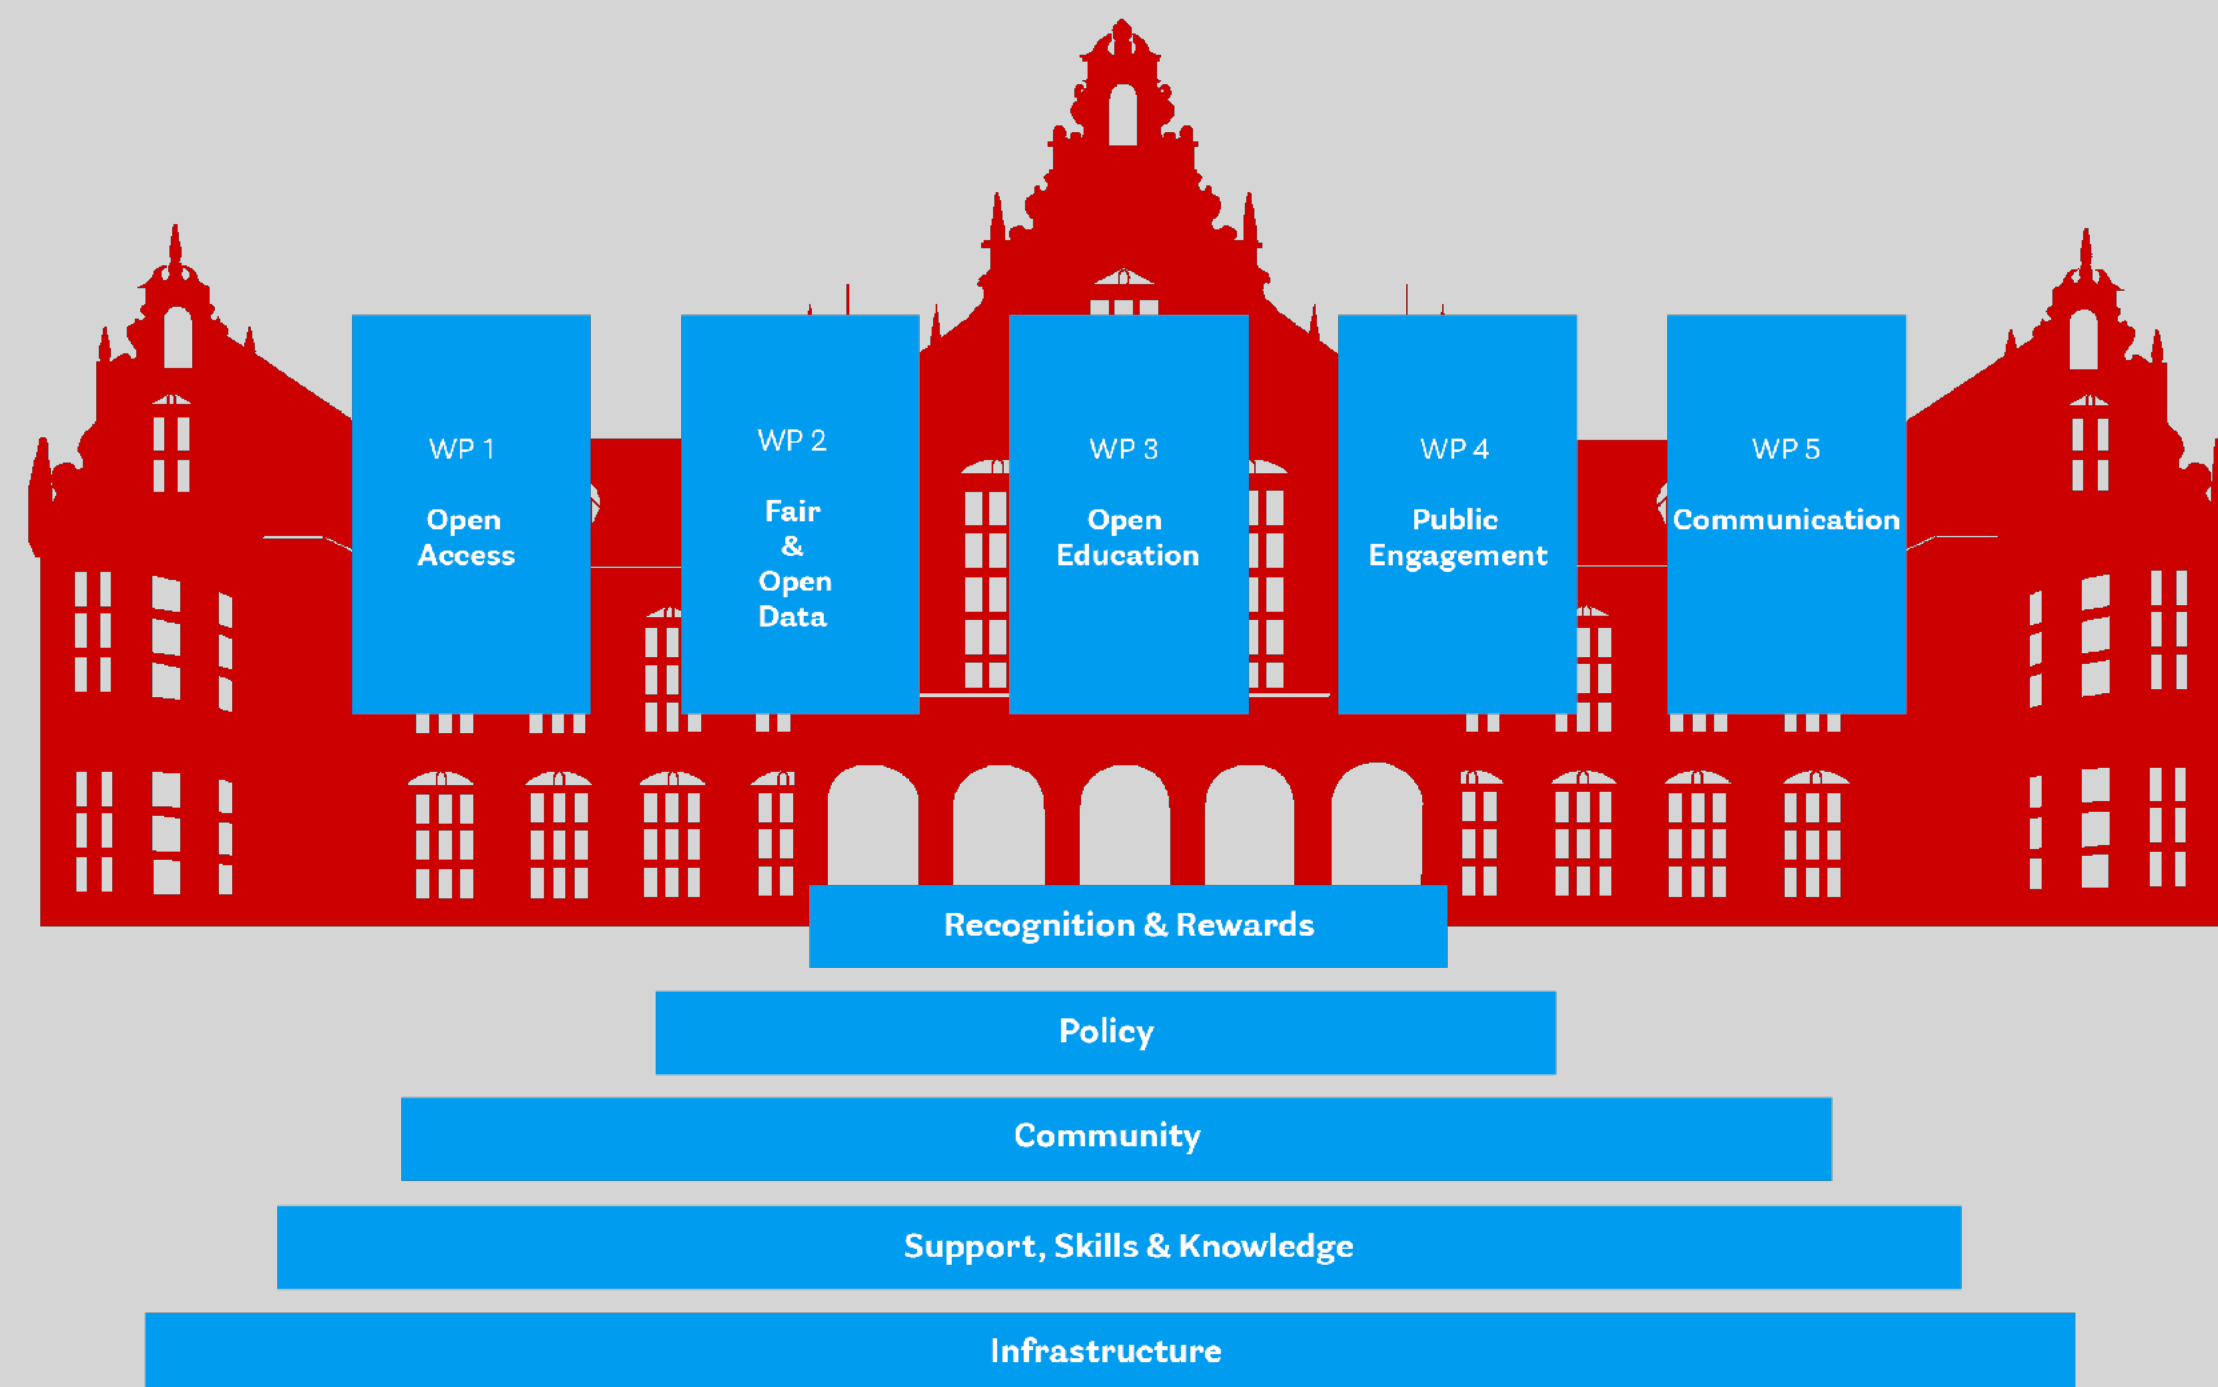 WP 1
Open
Access
WP 2
Fair
&
Open
Data
WP 3
Open
Education
WP 4
Public
Engagement
WP 5
Communication
Recognition & Rewards
Policy
Community
Support, Skills & Knowledge
Infrastructure